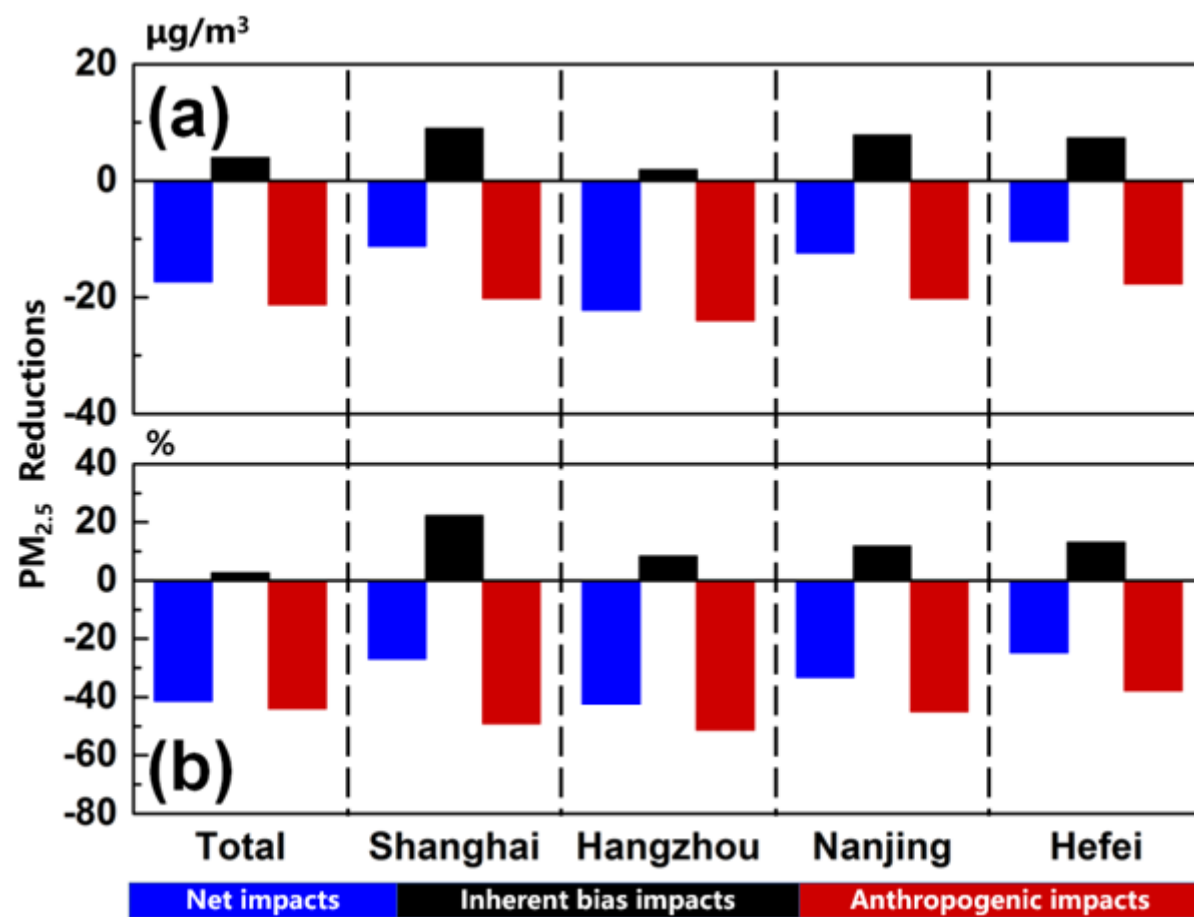 µg/m³
20
(a)
0
-20
-40
PM₂.₅ Reductions
%
40
20
0
-20
-40
-60
(b)
-80
Total Shanghai Hangzhou Nanjing Hefei
Net impacts Inherent bias impacts Anthropogenic impacts